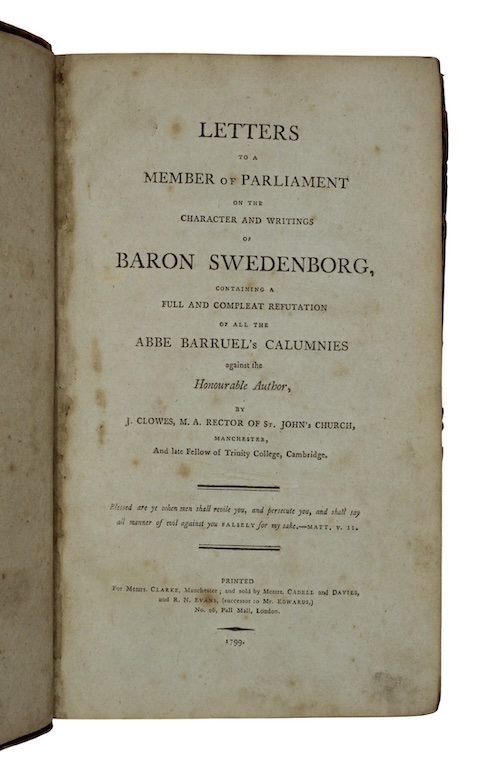 LETTERS
TO A
MEMBER OF PARLIAMENT
ON THE
CHARACTER AND WRITINGS
OF
BARON SWEDENBORG,
CONTAINING A
FULL AND COMPLEAT REFUTATION
OF ALL THE
ABBE BARRUEL's CALUMNIES
against the
Honourable Author,
BY
J. CLOWES, M. A. RECTOR OF ST. JOHN's CHURCH,
MANCHESTER,
And late Fellow of Trinity College, Cambridge.
Blessed are ye when men shall revile you, and persecute you, and shall say
all manner of evil against you FALSELY for my sake.—MATT. v. 11.
PRINTED
For Messrs. CLARKE, Manchester; and sold by Messrs. CADELL and DAVIES,
and R. N. EVANS, (successor to Mr. EDWARDS,)
No. 26, Pall Mall, London.
1799.